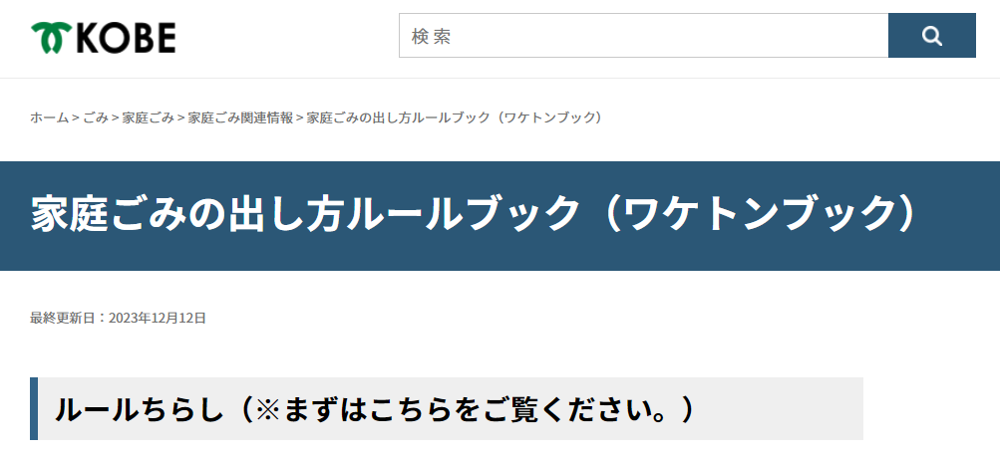 KOBE
検 索
ホーム > ごみ > 家庭ごみ > 家庭ごみ関連情報 > 家庭ごみの出し方ルールブック（ワケトンブック）
家庭ごみの出し方ルールブック（ワケトンブック）
最終更新日：2023年12月12日
ルールちらし（※まずはこちらをご覧ください。）